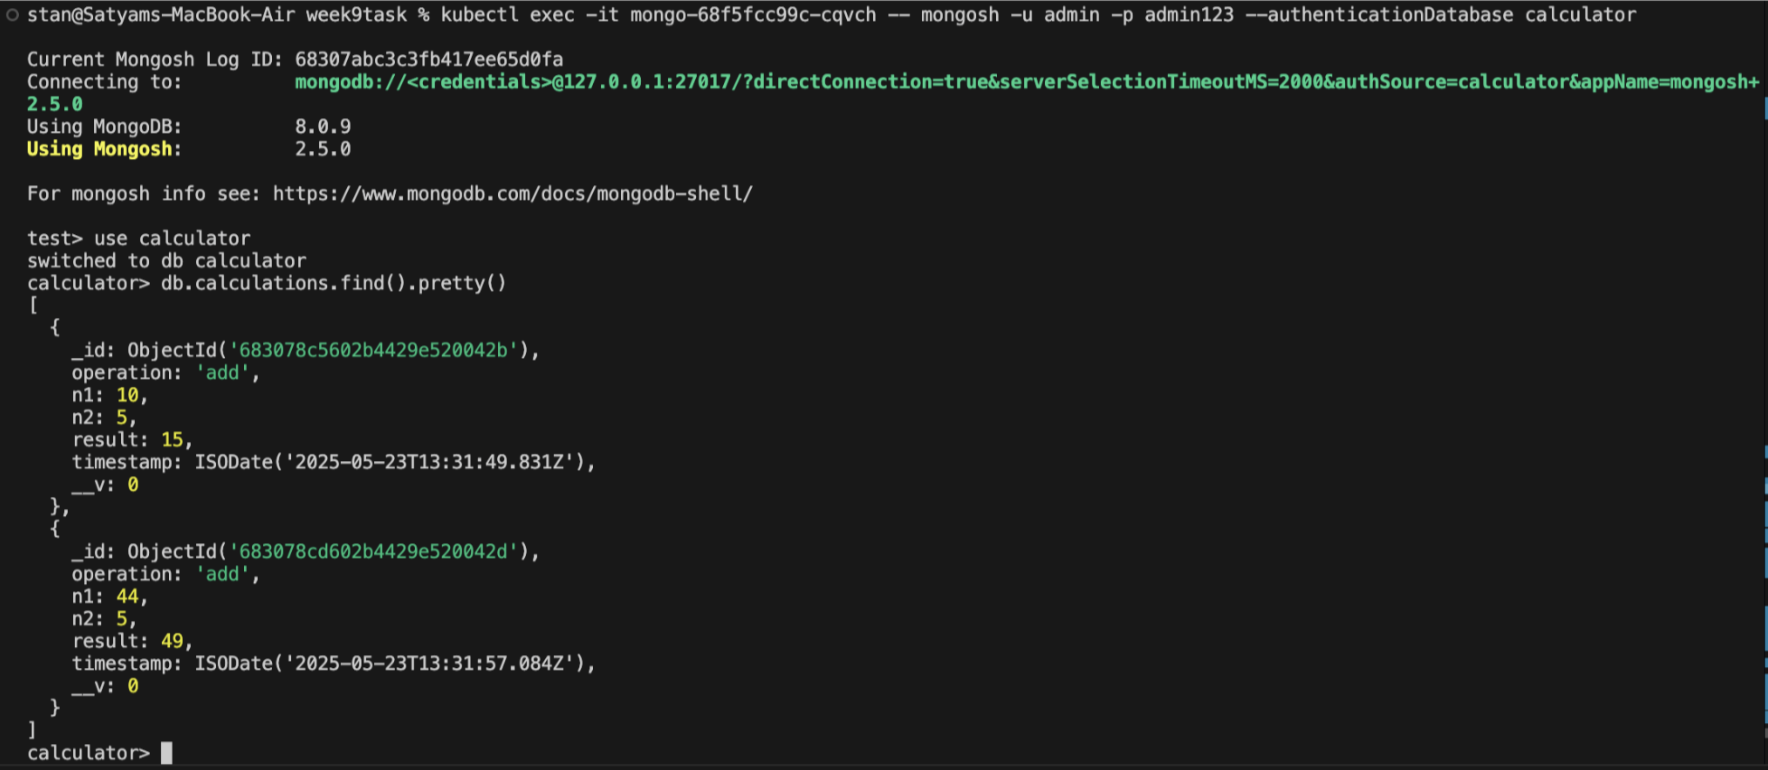 stan@Satyams-MacBook-Air week9task % kubectl exec -it mongo-68f5fcc99c-cqvch -- mongosh -u admin -p admin123 --authenticationDatabase calculator
Current Mongosh Log ID: 68307abc3c3fb417ee65d0fa
Connecting to: mongodb://<credentials>@127.0.0.1:27017/?directConnection=true&serverSelectionTimeoutMS=2000&authSource=calculator&appName=mongosh+
2.5.0
Using MongoDB: 8.0.9
Using Mongosh: 2.5.0
For mongosh info see: https://www.mongodb.com/docs/mongodb-shell/
test> use calculator
switched to db calculator
calculator> db.calculations.find().pretty()
[
  {
    _id: ObjectId('683078c5602b4429e520042b'),
    operation: 'add',
    n1: 10,
    n2: 5,
    result: 15,
    timestamp: ISODate('2025-05-23T13:31:49.831Z'),
    __v: 0
  },
  {
    _id: ObjectId('683078cd602b4429e520042d'),
    operation: 'add',
    n1: 44,
    n2: 5,
    result: 49,
    timestamp: ISODate('2025-05-23T13:31:57.084Z'),
    __v: 0
  }
]
calculator>